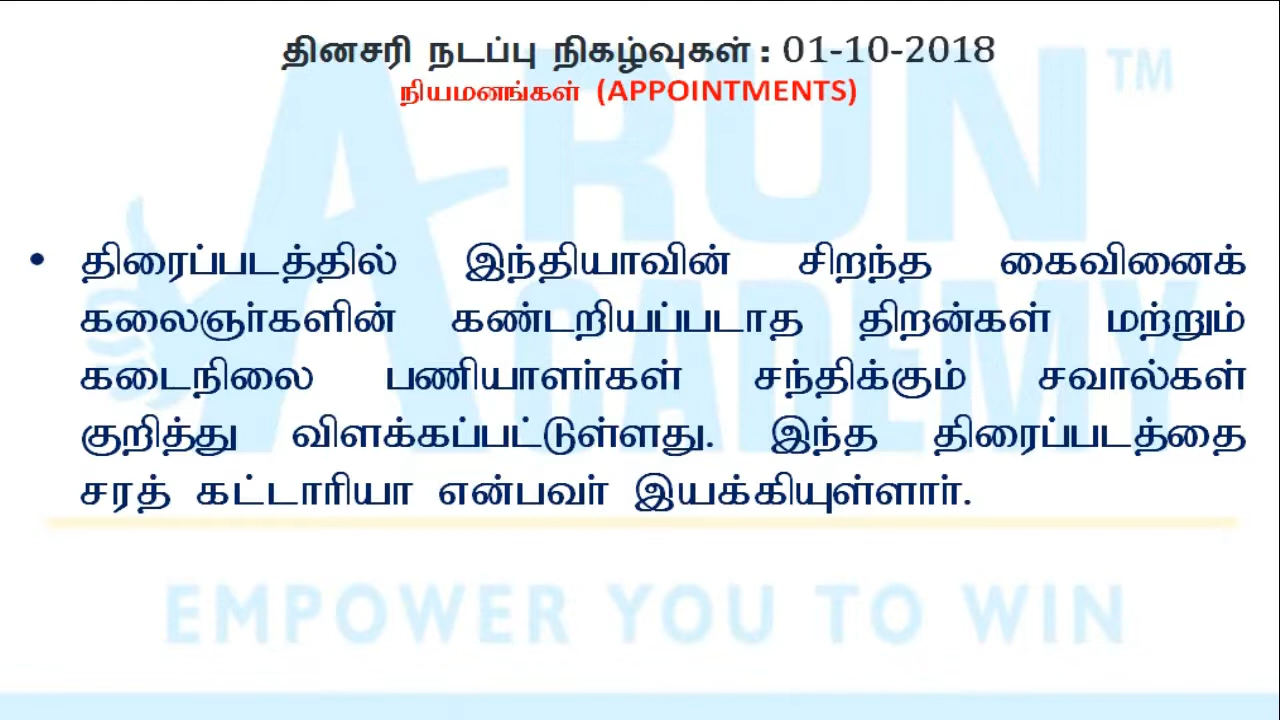 தினசரி நடப்பு நிகழ்வுகள் : 01-10-2018
நியமனங்கள் (APPOINTMENTS)
• திரைப்படத்தில் இந்தியாவின் சிறந்த கைவினைக்
கலைஞர்களின் கண்டறியப்படாத திறன்கள் மற்றும்
கடைநிலை பணியாளர்கள் சந்திக்கும் சவால்கள்
குறித்து விளக்கப்பட்டுள்ளது. இந்த திரைப்படத்தை
சரத் கட்டாரியா என்பவர் இயக்கியுள்ளார்.
ARUN TM
ACADEMY
EMPOWER YOU TO WIN